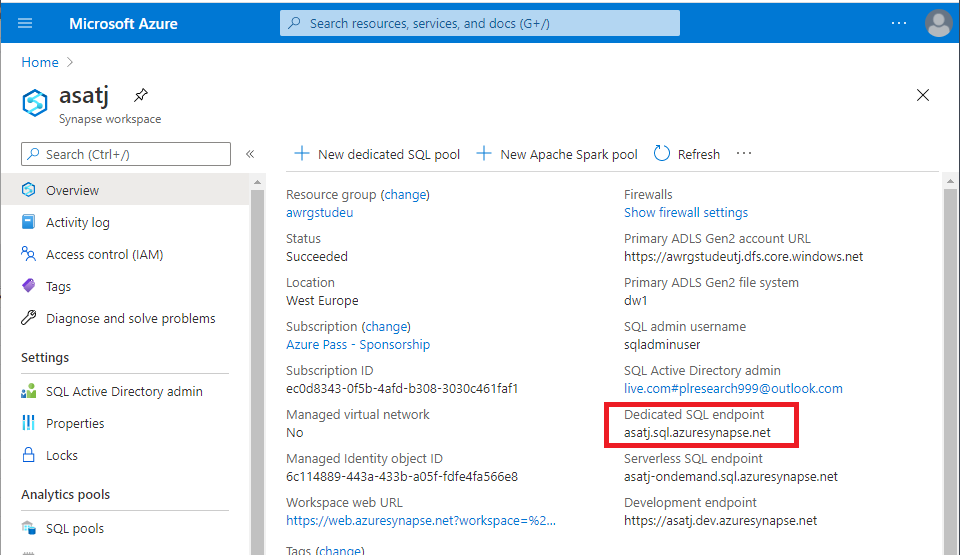 Microsoft Azure
Search resources, services, and docs (G+/)
Home
asatj
Synapse workspace
Search (Ctrl+/)
Overview
Activity log
Access control (IAM)
Tags
Diagnose and solve problems
Settings
SQL Active Directory admin
Properties
Locks
Analytics pools
SQL pools
New dedicated SQL pool
New Apache Spark pool
Refresh
Resource group (change)
awrgstudeu
Status
Succeeded
Location
West Europe
Subscription (change)
Azure Pass - Sponsorship
Subscription ID
ec0d8343-0f5b-4afd-b308-3030c461faf1
Managed virtual network
No
Managed Identity object ID
6c114889-443a-433b-a05f-fdfe4fa566e8
Workspace web URL
https://web.azuresynapse.net?workspace=%2...
Tags (change)
Firewalls
Show firewall settings
Primary ADLS Gen2 account URL
https://awrgstudeutj.dfs.core.windows.net
Primary ADLS Gen2 file system
dw1
SQL admin username
sqladminuser
SQL Active Directory admin
live.com#plresearch999@outlook.com
Dedicated SQL endpoint
asatj.sql.azuresynapse.net
Serverless SQL endpoint
asatj-ondemand.sql.azuresynapse.net
Development endpoint
https://asatj.dev.azuresynapse.net